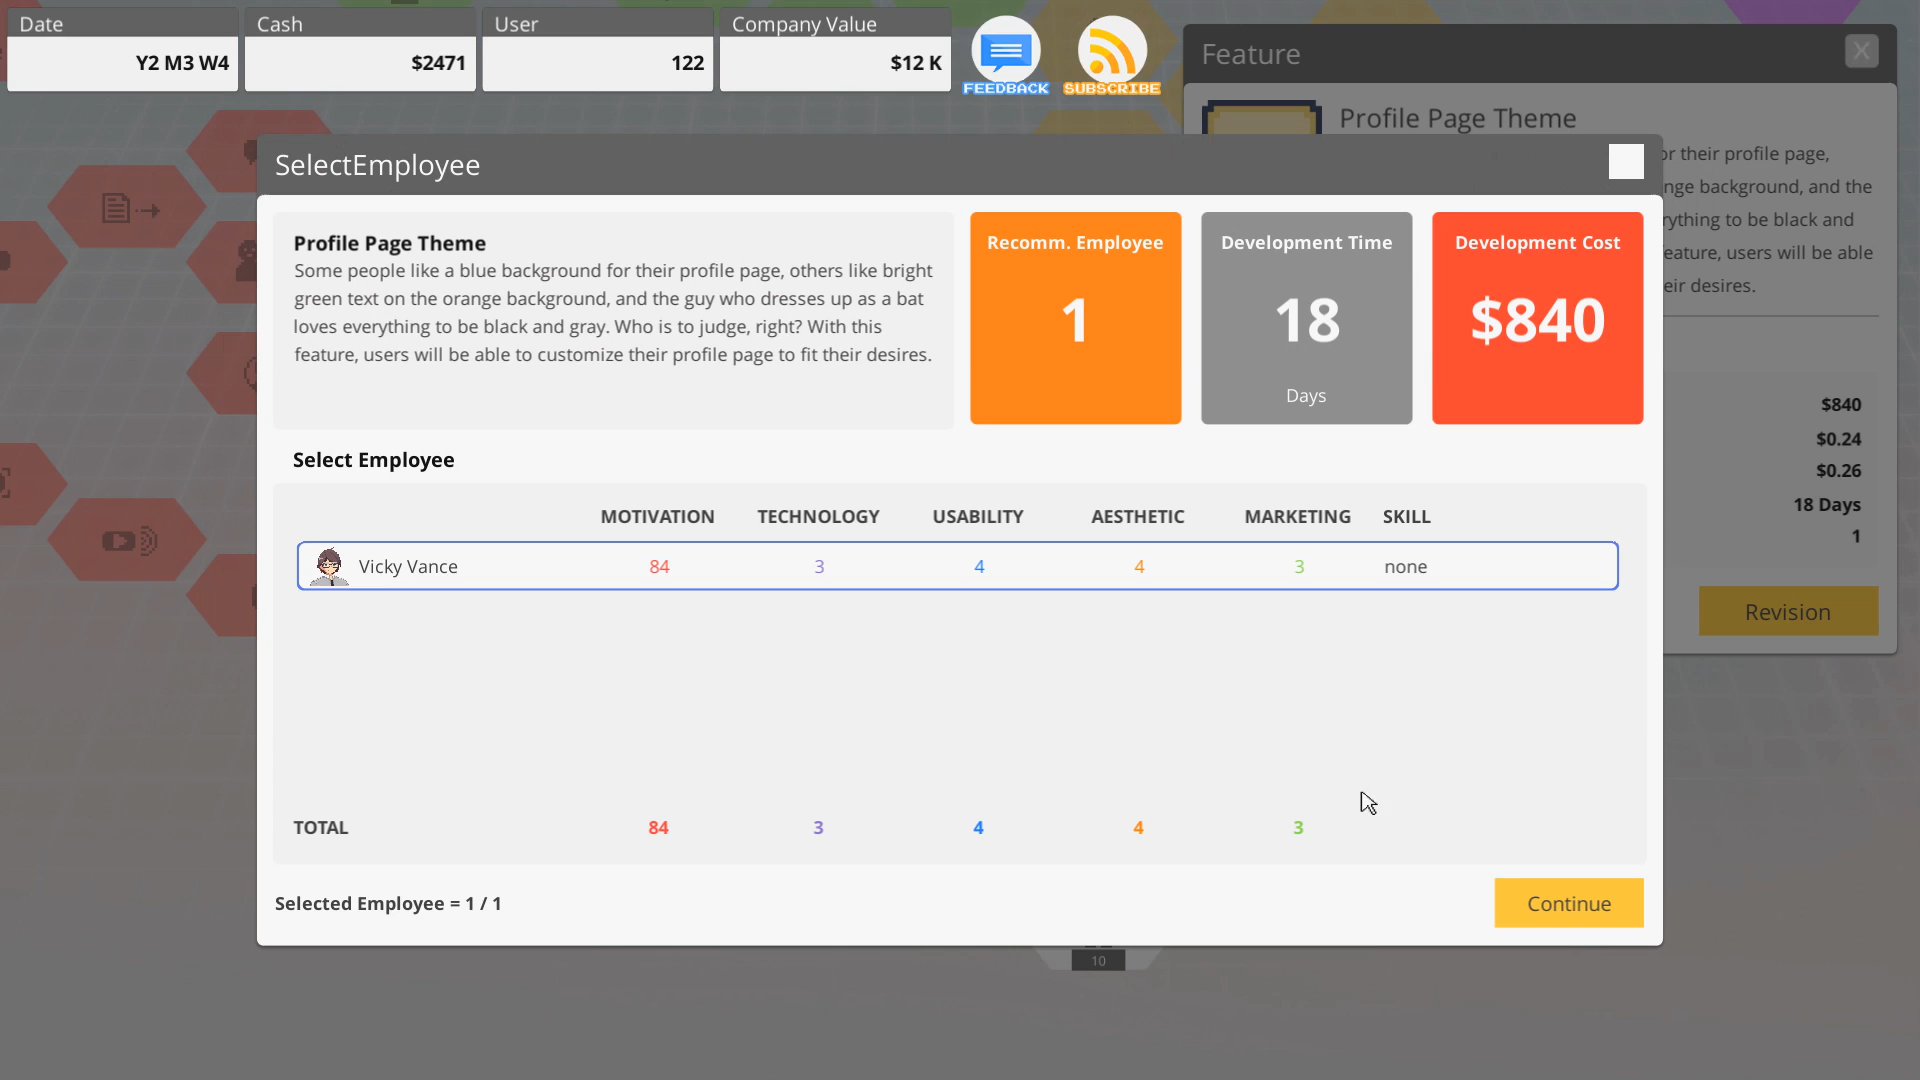 Date
Y2 M3 W4
Cash
$2471
User
122
Company Value
$12 K
FEEDBACK
SUBSCRIBE
Feature
X
Profile Page Theme
or their profile page,
nge background, and the
rything to be black and
eature, users will be able
eir desires.
$840
$0.24
$0.26
18 Days
1
Revision
SelectEmployee
Profile Page Theme
Some people like a blue background for their profile page, others like bright
green text on the orange background, and the guy who dresses up as a bat
loves everything to be black and gray. Who is to judge, right? With this
feature, users will be able to customize their profile page to fit their desires.
Recomm. Employee
1
Development Time
18
Days
Development Cost
$840
Select Employee
MOTIVATION TECHNOLOGY USABILITY AESTHETIC MARKETING SKILL
Vicky Vance 84 3 4 4 3 none
TOTAL 84 3 4 4 3
Selected Employee = 1 / 1
Continue
10